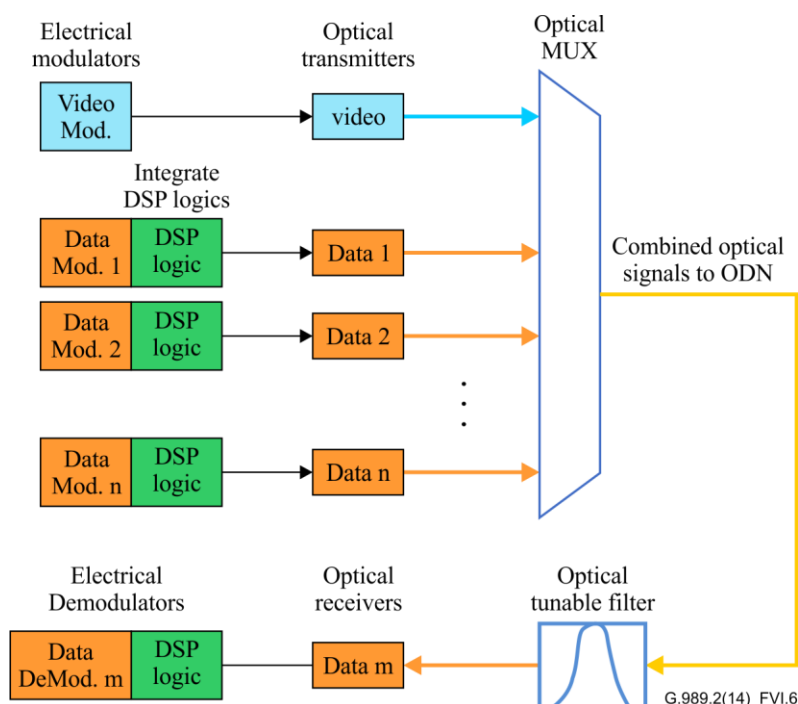 Electrical
modulators
Optical
transmitters
Optical
MUX
Video
Mod.
video
Integrate
DSP logics
Data
Mod. 1
DSP
logic
Data 1
Combined optical
signals to ODN
Data
Mod. 2
DSP
logic
Data 2
Data
Mod. n
DSP
logic
Data n
Electrical
Demodulators
Optical
receivers
Optical
tunable filter
Data
DeMod. m
DSP
logic
Data m
G.989.2(14)_FVI.6